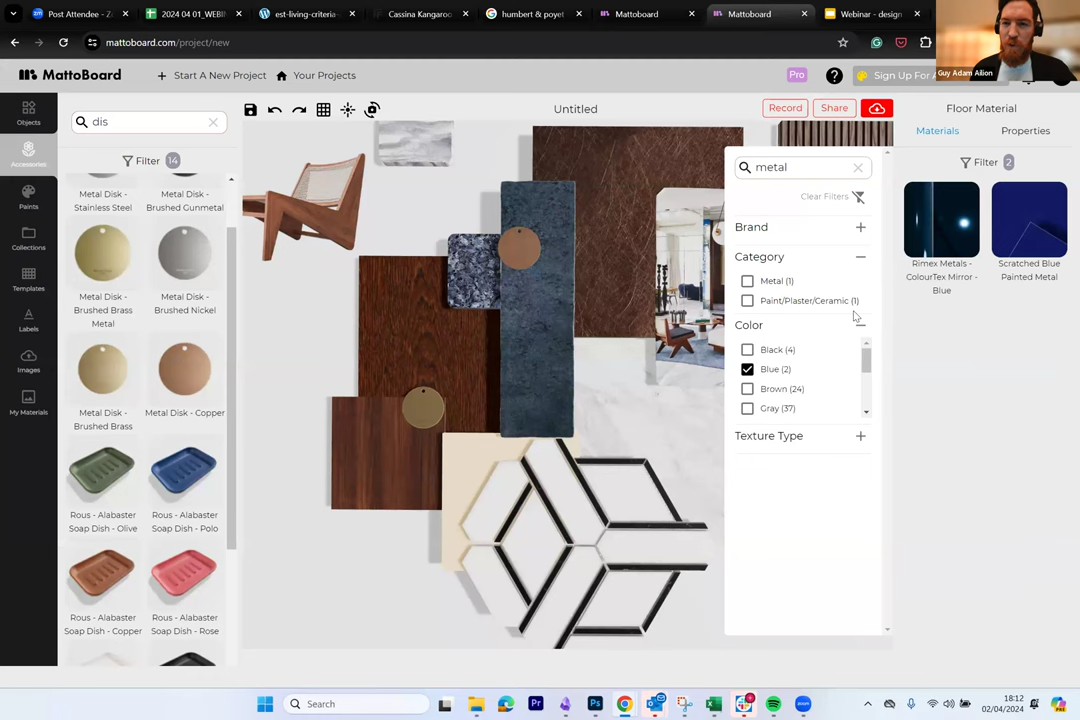 Post Attendee - Z
2024 04 01_WEBI
est-living-criteria-
Cassina Kangaroo
humbert & poyet
Mattoboard
Mattoboard
Webinar - design
mattoboard.com/project/new
Guy Adam Ailion
MattoBoard
Start A New Project
Your Projects
Pro
Sign Up For A
Objects
Accessories
Paints
Collections
Templates
Labels
Images
My Materials
dis
Filter 14
Metal Disk -
Stainless Steel
Metal Disk -
Brushed Gunmetal
Metal Disk -
Brushed Brass
Metal
Metal Disk -
Brushed Nickel
Metal Disk -
Brushed Brass
Metal Disk - Copper
Rous - Alabaster
Soap Dish - Olive
Rous - Alabaster
Soap Dish - Polo
Rous - Alabaster
Soap Dish - Copper
Rous - Alabaster
Soap Dish - Rose
Untitled
Record
Share
metal
Clear Filters
Brand
Category
Metal (1)
Paint/Plaster/Ceramic (1)
Color
Black (4)
Blue (2)
Brown (24)
Gray (37)
Texture Type
Floor Material
Materials
Properties
Filter 2
Rimex Metals -
ColourTex Mirror -
Blue
Scratched Blue
Painted Metal
Search
18:12
02/04/2024